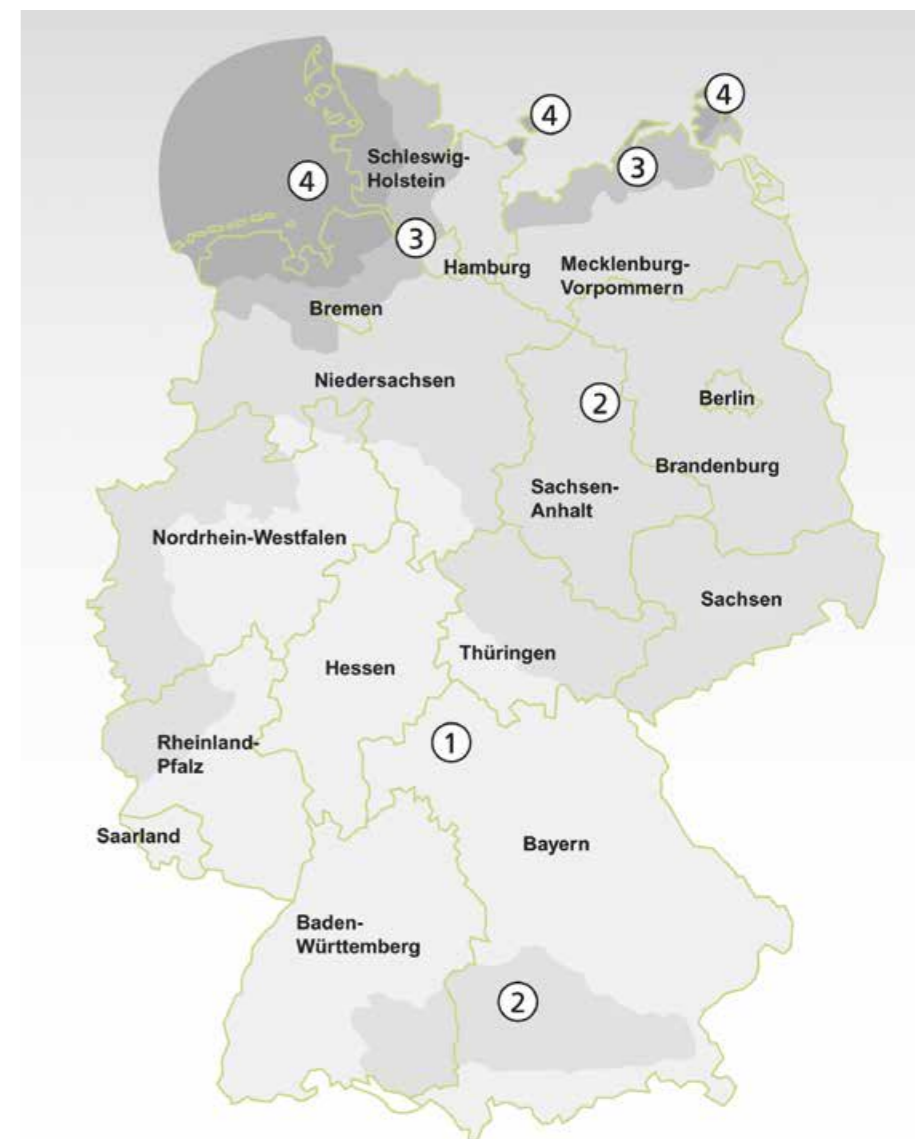 4
4
Schleswig-
Holstein
4
3
3
Hamburg
Mecklenburg-
Vorpommern
Bremen
Niedersachsen
2
Berlin
Brandenburg
Sachsen-
Anhalt
Nordrhein-Westfalen
Sachsen
Thüringen
Hessen
1
Rheinland-
Pfalz
Saarland
Bayern
Baden-
Württemberg
2